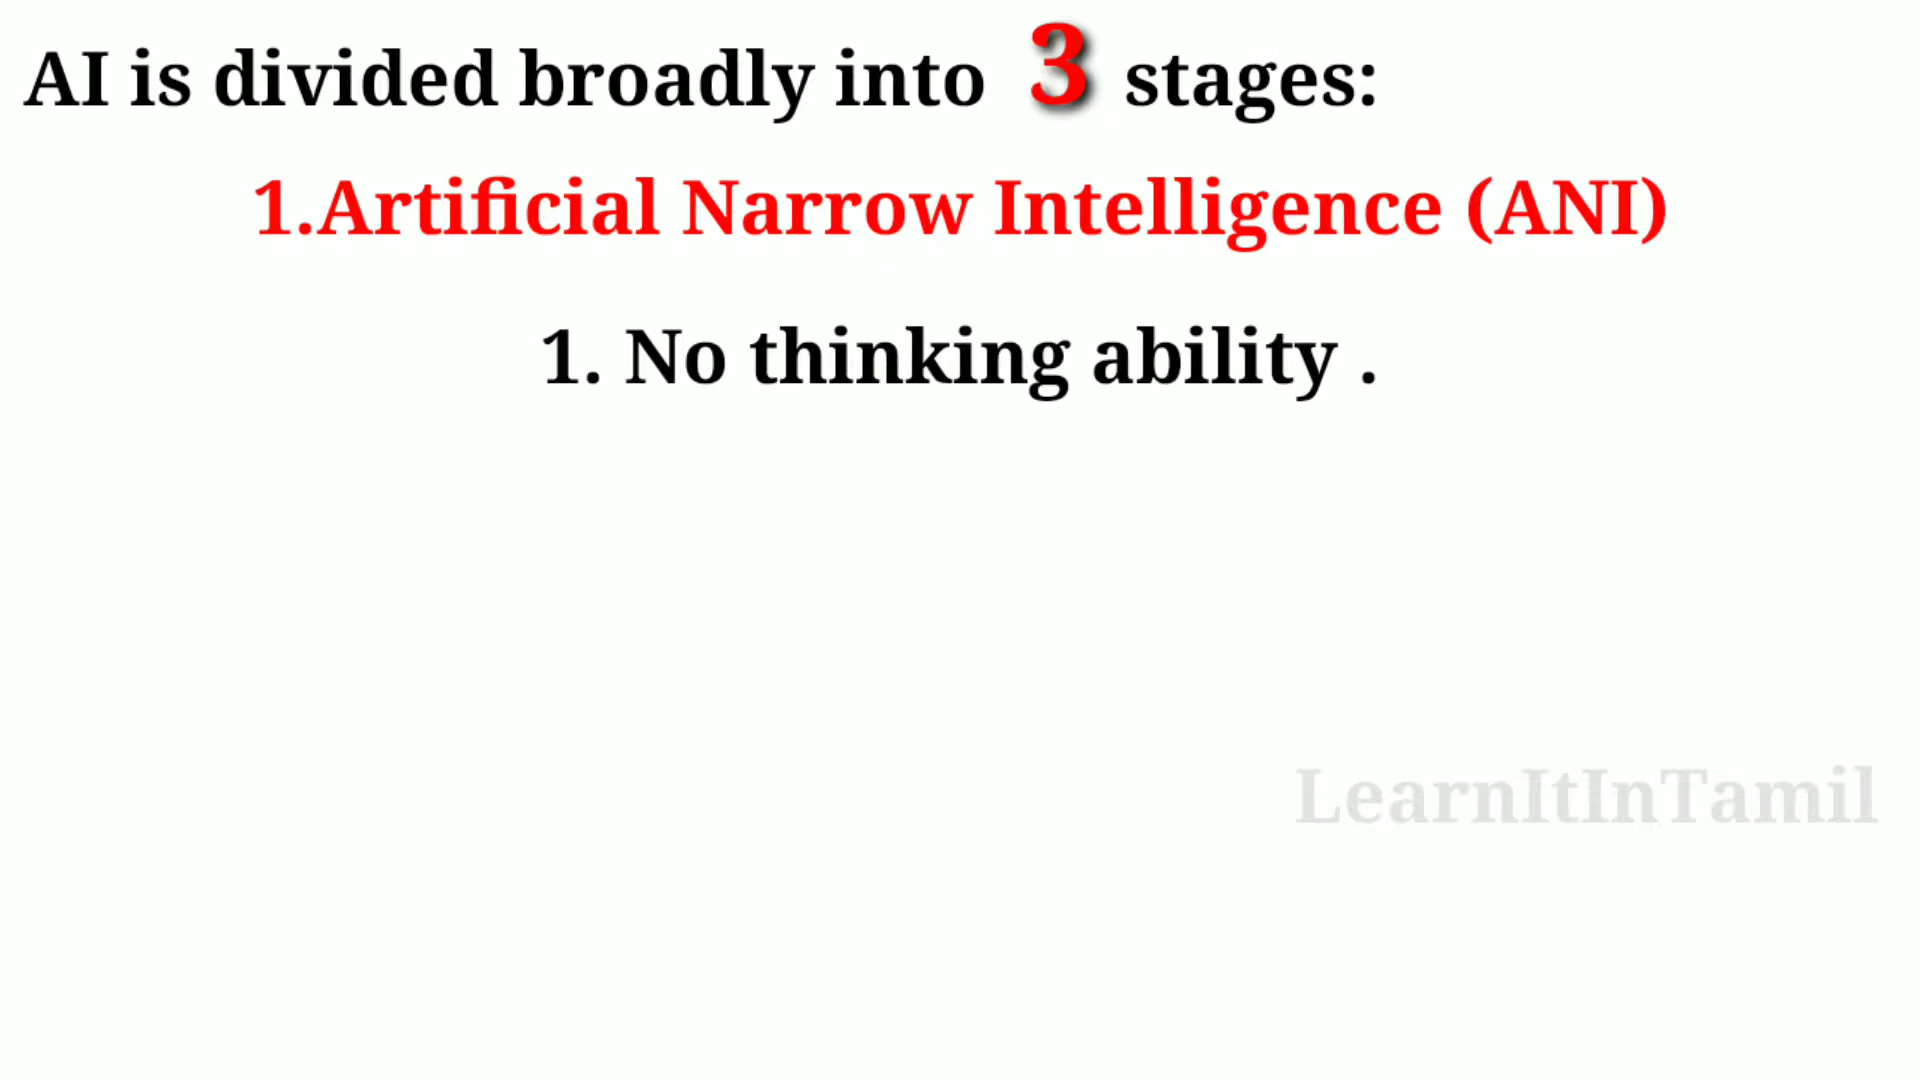 AI is divided broadly into 3 stages:
1.Artificial Narrow Intelligence (ANI)
1. No thinking ability .
LearnItInTamil